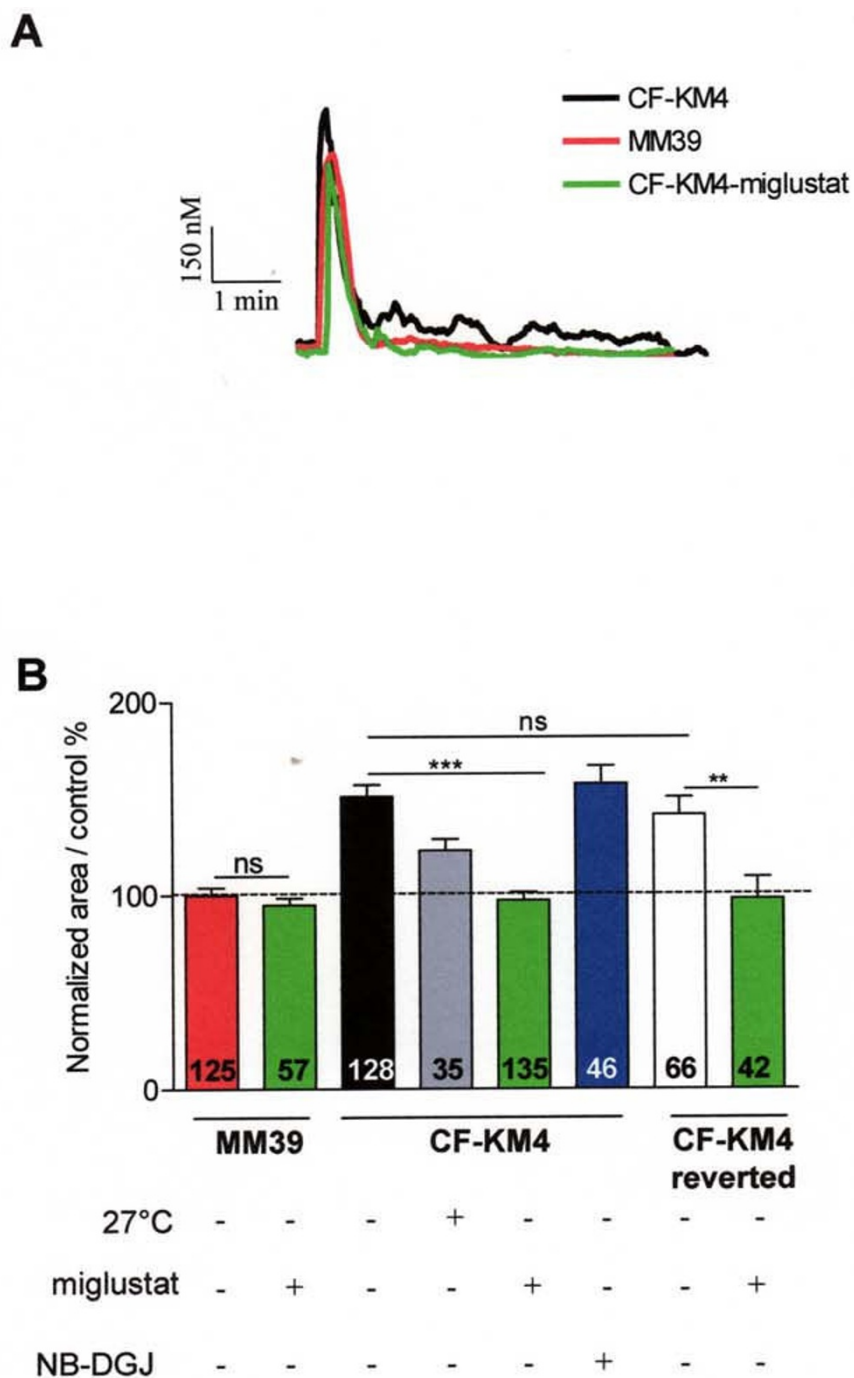 A
CF-KM4
MM39
CF-KM4-miglustat
150 nM
1 min
B
Normalized area / control %
200
100
0
ns
ns
***
**
125
57
128
35
135
46
66
42
MM39
CF-KM4
CF-KM4
reverted
27°C - - - + - - - -
miglustat - + - - + - - +
NB-DGJ - - - - - + - -